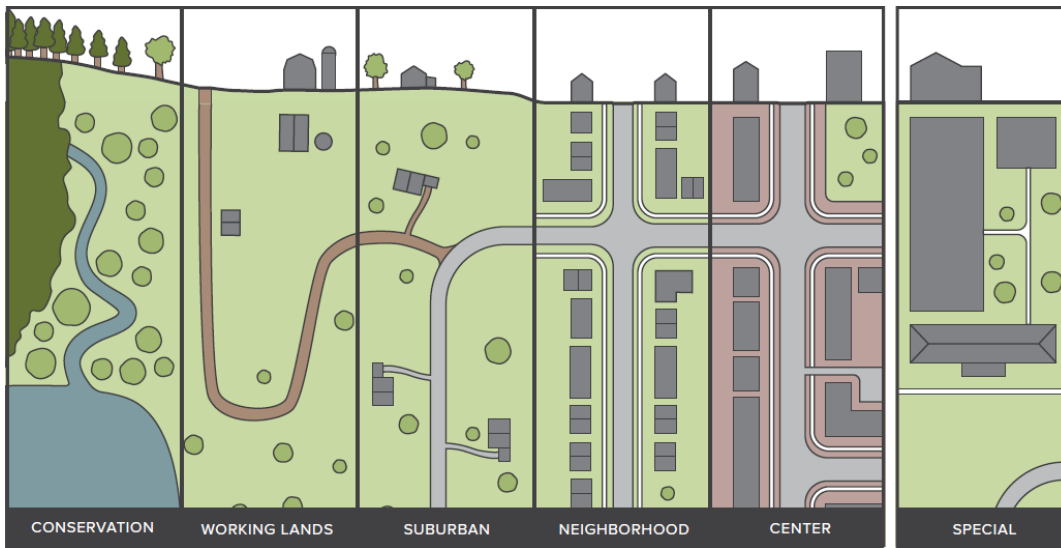 CONSERVATION
WORKING LANDS
SUBURBAN
NEIGHBORHOOD
CENTER
SPECIAL